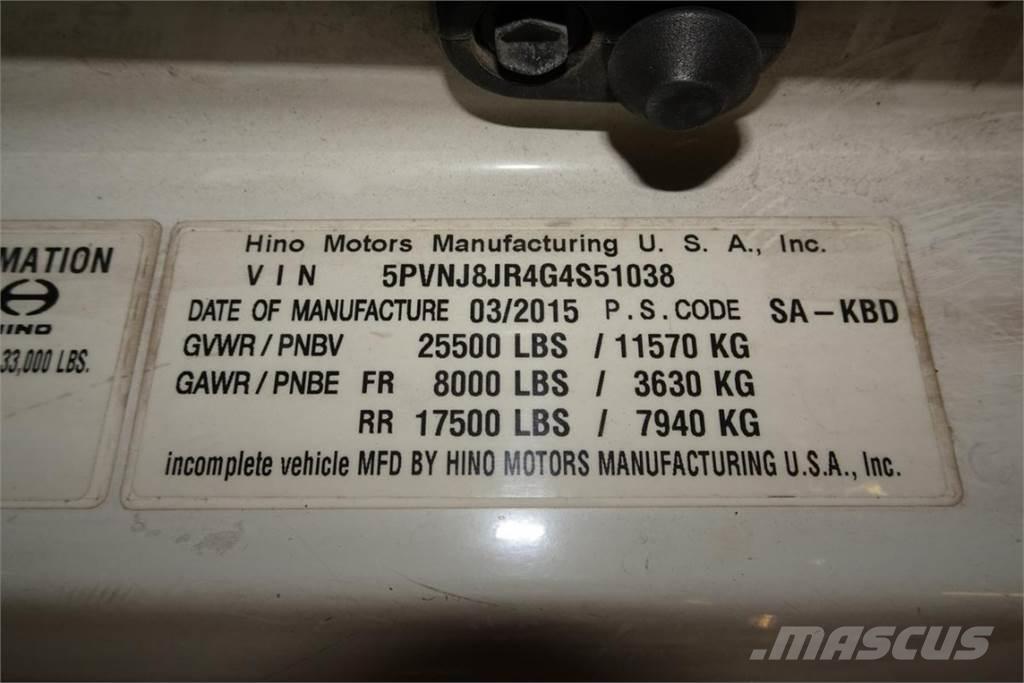 MATION
HINO
33,000 LBS.
Hino Motors Manufacturing U. S. A., Inc.
VIN 5PVNJ8JR4G4S51038
DATE OF MANUFACTURE 03/2015 P.S.CODE SA-KBD
GVWR/PNBV 25500 LBS / 11570 KG
GAWR/PNBE FR 8000 LBS / 3630 KG
RR 17500 LBS / 7940 KG
incomplete vehicle MFD BY HINO MOTORS MANUFACTURING U.S.A., Inc.
.MASCUS